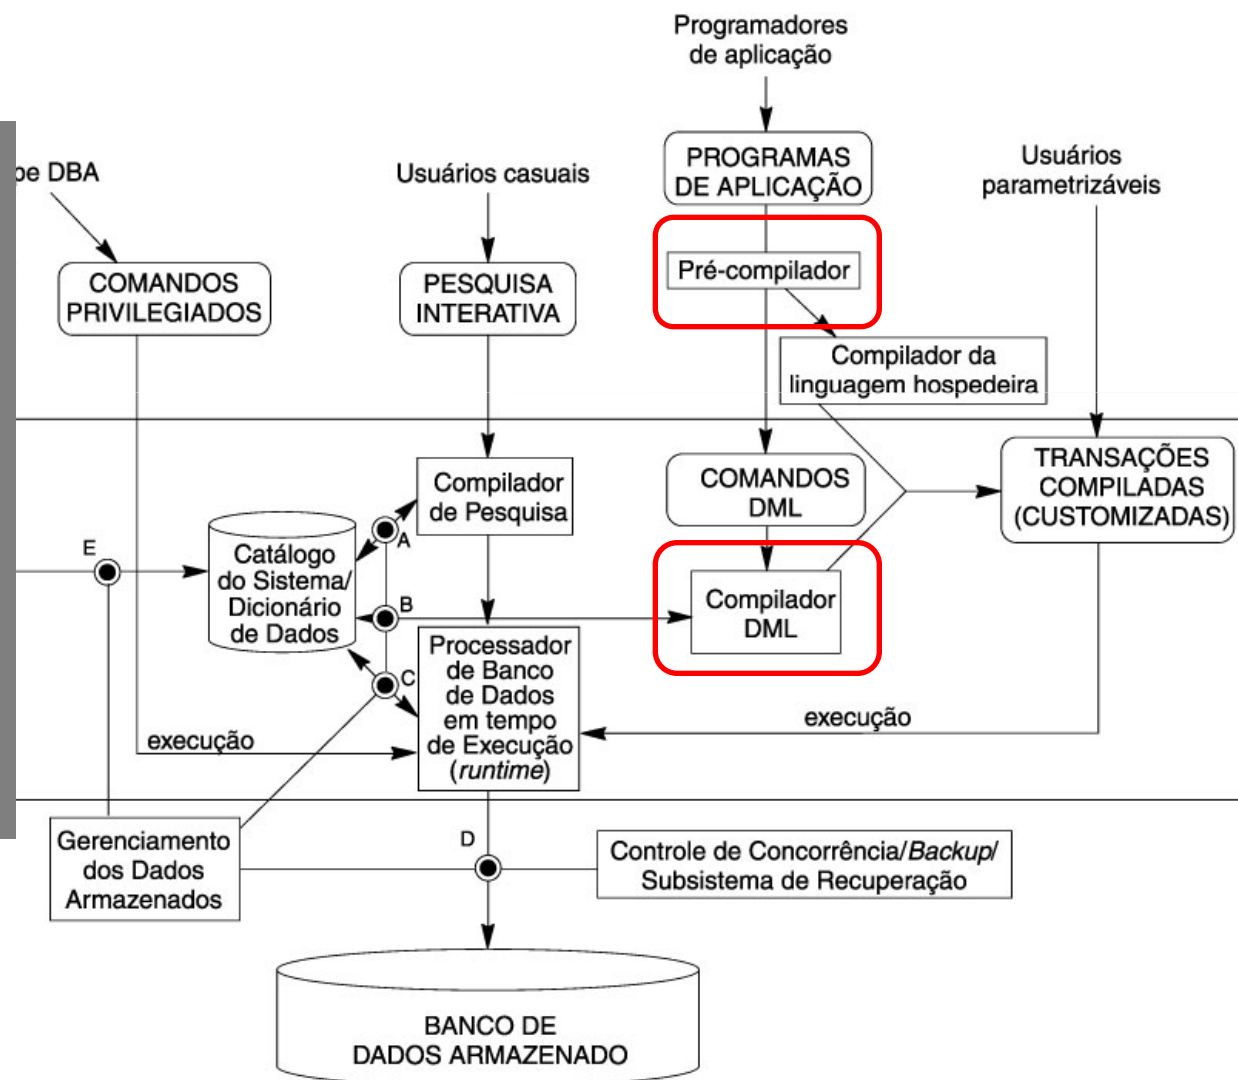 Programadores
de aplicação
PROGRAMAS
DE APLICAÇÃO
Usuários
parametrizáveis
pe DBA
Usuários casuais
COMANDOS
PRIVILEGIADOS
PESQUISA
INTERATIVA
Pré-compilador
Compilador da
linguagem hospedeira
Compilador
de Pesquisa
COMANDOS
DML
TRANSAÇÕES
COMPILADAS
(CUSTOMIZADAS)
E
Catálogo
do Sistema/
Dicionário
de Dados
A
B
C
Compilador
DML
Processador
de Banco
de Dados
em tempo
de Execução
(runtime)
execução
execução
Gerenciamento
dos Dados
Armazenados
D
Controle de Concorrência/Backup/
Subsistema de Recuperação
BANCO DE
DADOS ARMAZENADO